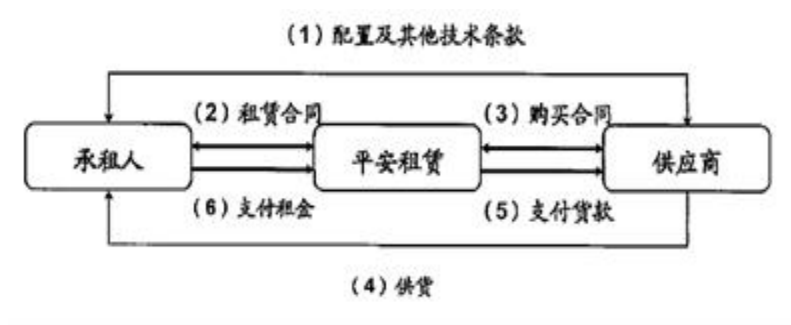 （1）配置及其他技术条款
（2）租赁合同
（3）购买合同
承租人
平安租赁
供应商
（6）支付租金
（5）支付货款
（4）供货